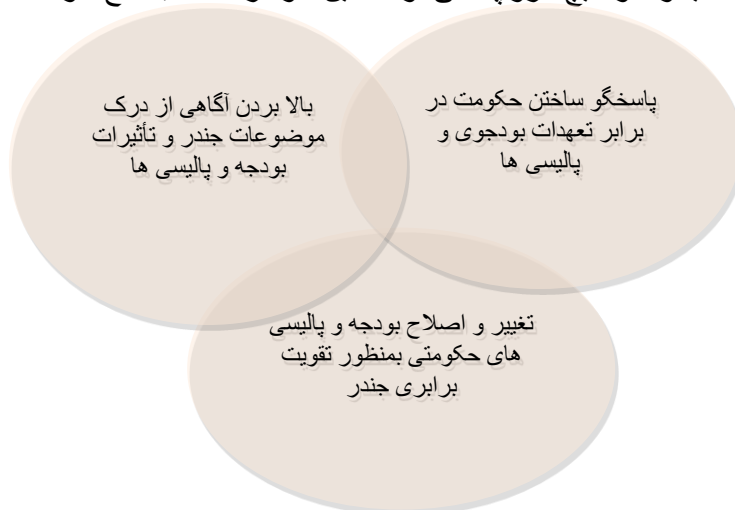 پاسخگو ساختن حکومت در
برابر تعهدات بودجوی و
پالیسی ها
بالا بردن آگاهی از درک
موضوعات جندر و تأثیرات
بودجه و پالیسی ها
تغییر و اصلاح بودجه و پالیسی
های حکومتی بمنظور تقویت
برابری جندر